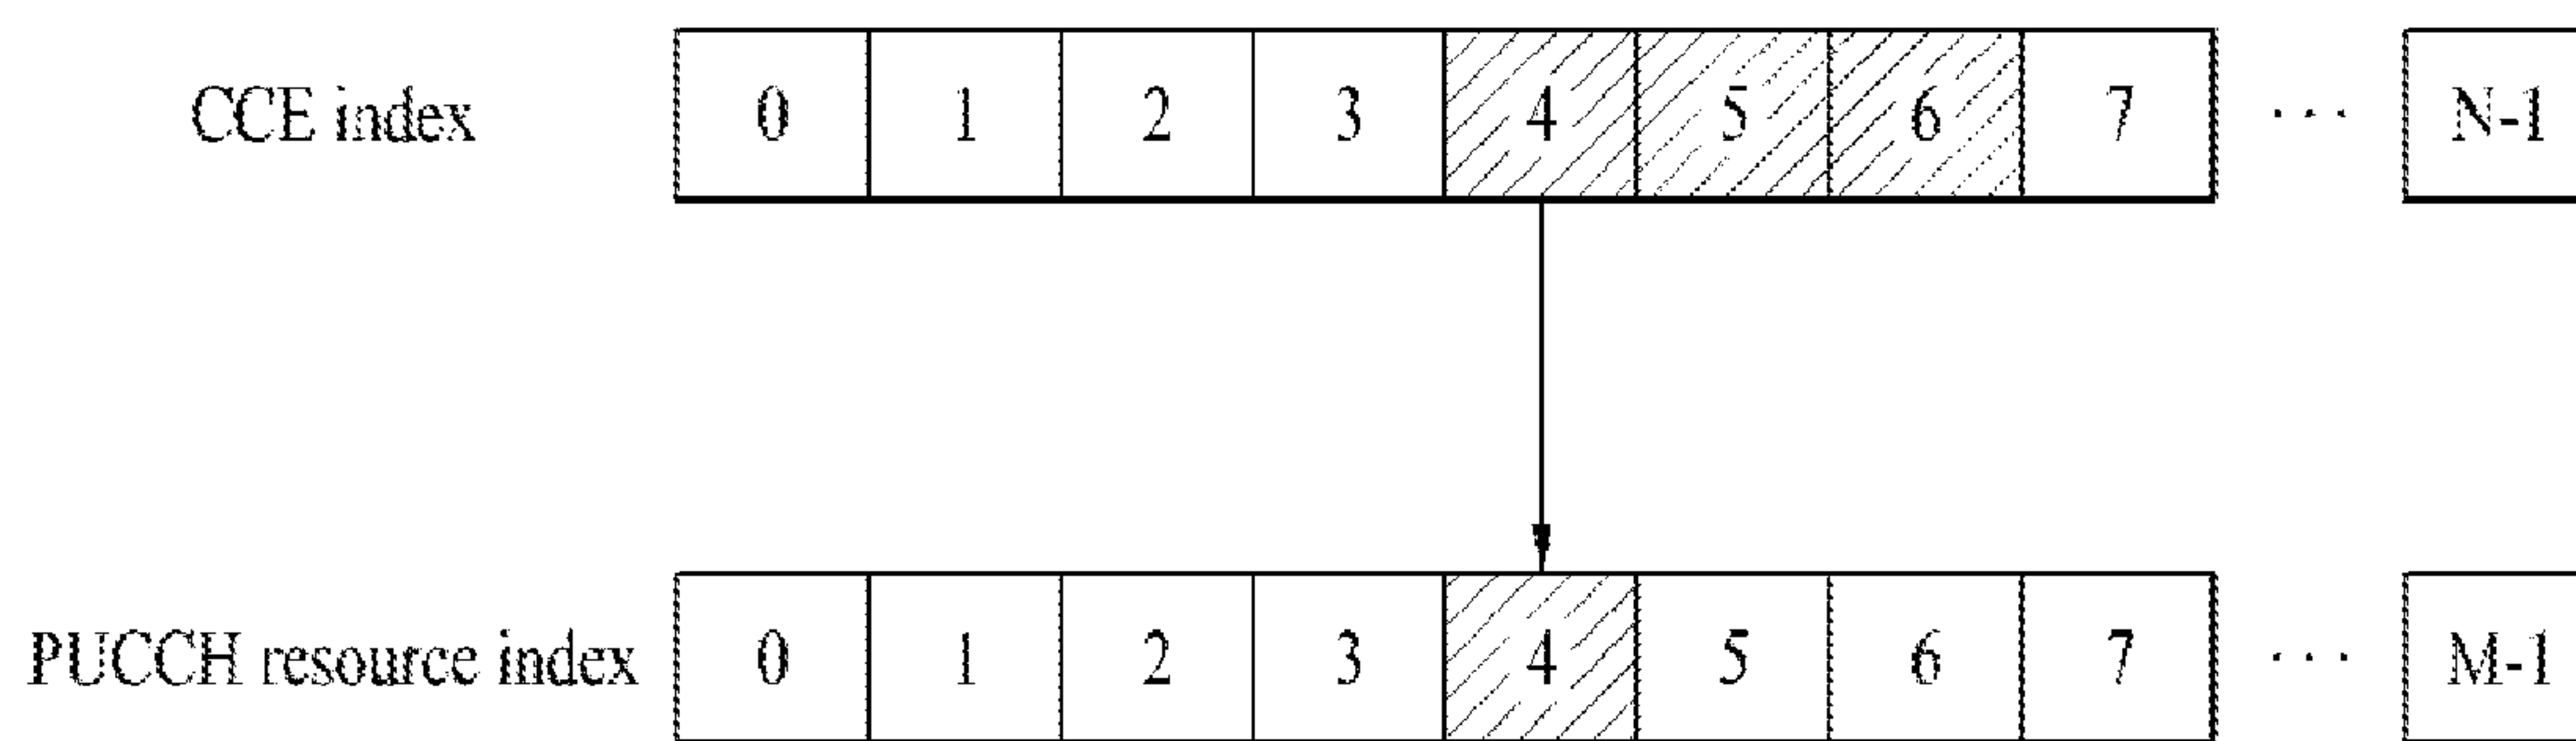 CCE index 0 1 2 3 4 5 6 7 ... N-1
PUCCH resource index 0 1 2 3 4 5 6 7 ... M-1